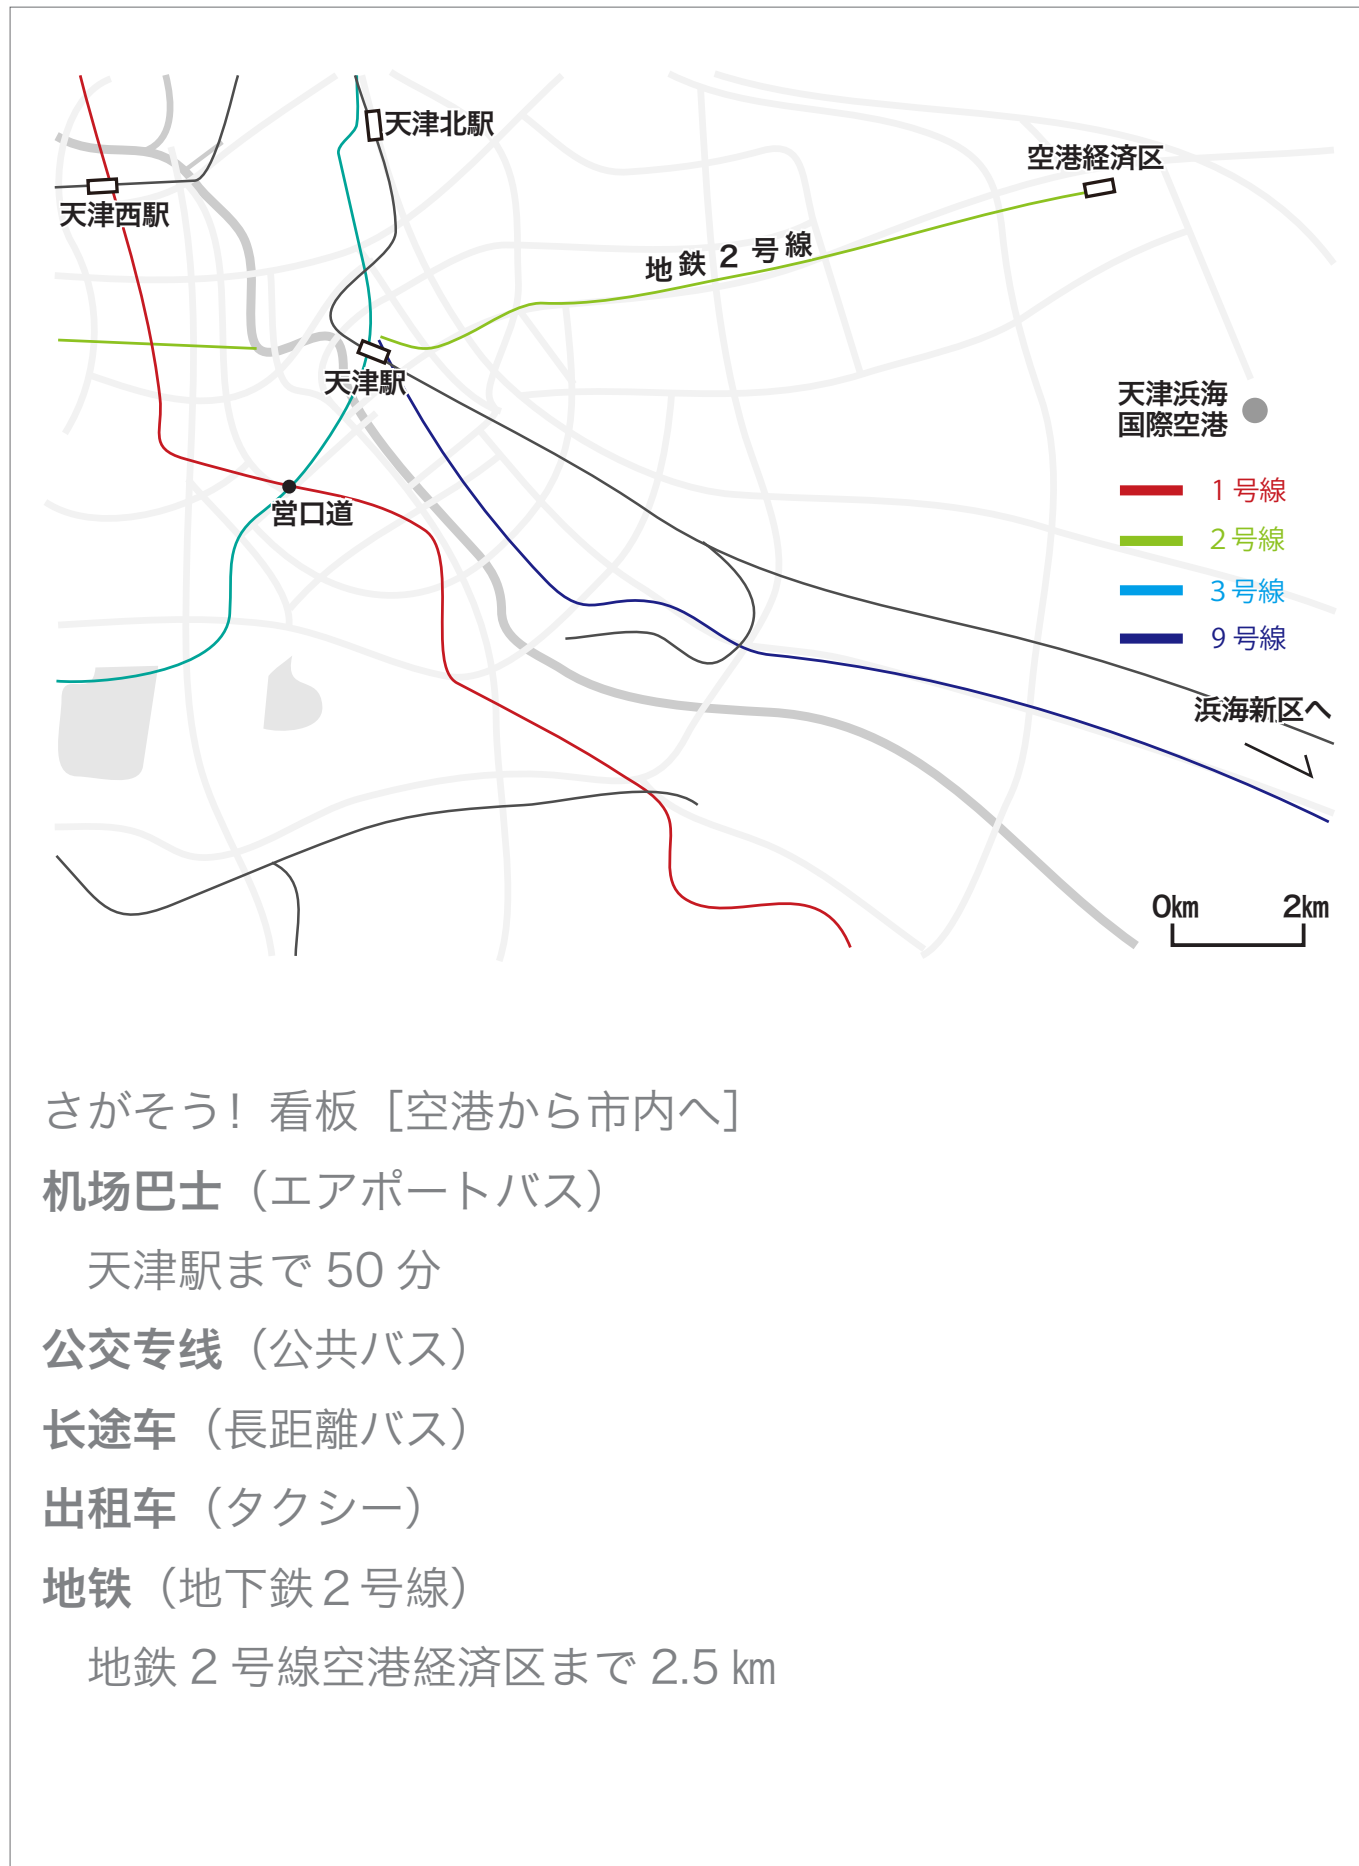 天津北駅
空港経済区
天津西駅
地鉄2号線
天津駅
天津浜海
国際空港
1号線
営口道
2号線
3号線
9号線
浜海新区へ
0km 2km
さがそう！看板［空港から市内へ］
机场巴士（エアポートバス）
天津駅まで50分
公交专线（公共バス）
长途车（長距離バス）
出租车（タクシー）
地铁（地下鉄2号線）
地鉄2号線空港経済区まで2.5㎞